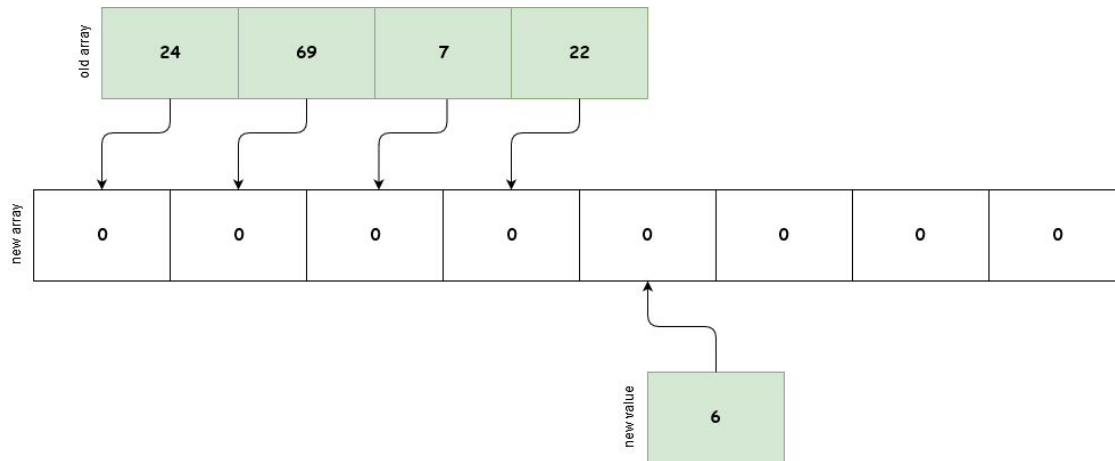 old array
24 69 7 22
new array
0 0 0 0 0 0 0 0
new value
6